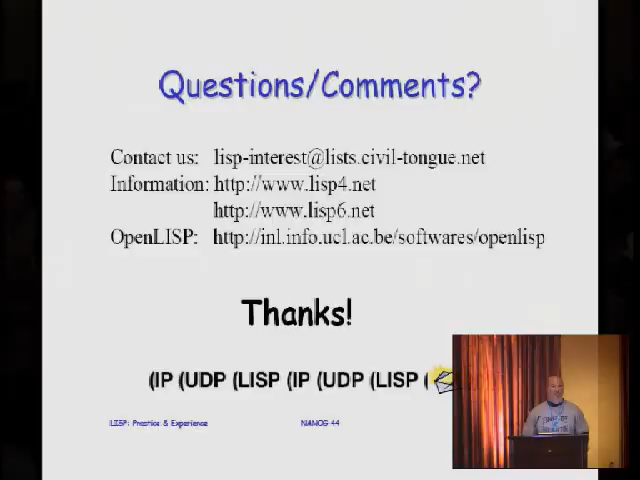 Questions/Comments?
Contact us: lisp-interest@lists.civil-tongue.net
Information: http://www.lisp4.net
http://www.lisp6.net
OpenLISP: http://inl.info.ucl.ac.be/softwares/openlisp
Thanks!
(IP (UDP (LISP (IP (UDP (LISP (
LISP: Practice & Experience
NANOG 44